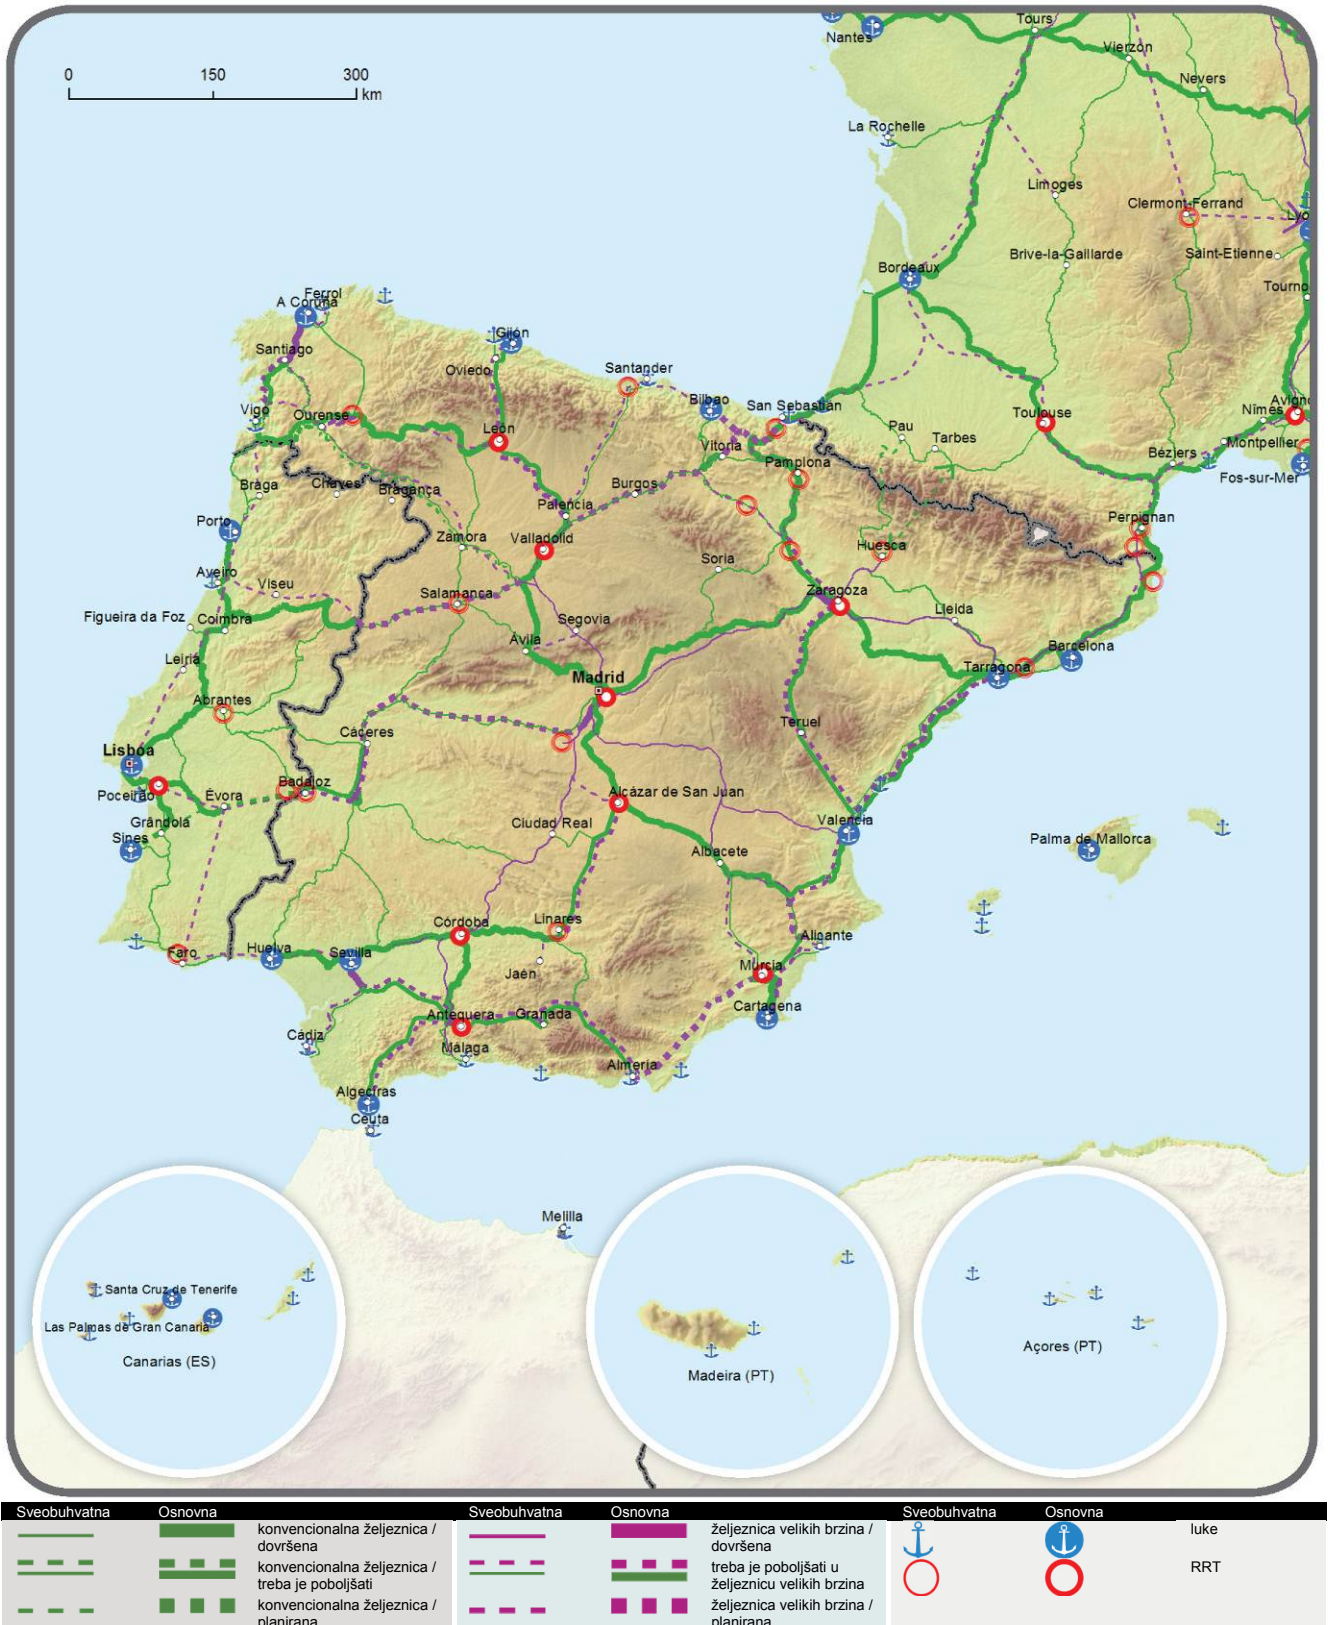 0 150 300
km
Nantes
Tours
Vierzon
Nevers
La Rochelle
Limoges
Clermont-Ferrand
Lyo
Brive-la-Gaillarde
Saint-Etienne
Bordeaux
Tourno
Ferrol
A Coruña
Gijón
Santiago
Oviedo
Santander
Bilbao
San Sebastián
Vigo
Ourense
León
Vitoria
Pau
Tarbes
Toulouse
Avigno
Nîmes
Montpellier
Béziers
Fos-sur-Mer
Pamplona
Braga
Chaves
Bragança
Burgos
Palencia
Porto
Zamora
Valladolid
Perpignan
Huesca
Soria
Aveiro
Viseu
Salamanca
Zaragoza
Lleida
Figueira da Foz
Coimbra
Segovia
Ávila
Leiria
Barcelona
Tarragona
Madrid
Abrantes
Teruel
Cáceres
Lisboa
Badajoz
Poceirão
Évora
Alcázar de San Juan
Grândola
Ciudad Real
Valencia
Sines
Palma de Mallorca
Albacete
Córdoba
Linares
Faro
Huelva
Sevilla
Alicante
Jaén
Murcia
Cartagena
Antequera
Granada
Cádiz
Málaga
Almería
Algeciras
Ceuta
Melilla
Santa Cruz de Tenerife
Las Palmas de Gran Canaria
Canarias (ES)
Madeira (PT)
Açores (PT)
Sveobuhvatna Osnovna Sveobuhvatna Osnovna Sveobuhvatna Osnovna
konvencionalna željeznica /
dovršena
konvencionalna željeznica /
treba je poboljšati
konvencionalna željeznica /
planirana
željeznica velikih brzina /
dovršena
treba je poboljšati u
željeznicu velikih brzina
željeznica velikih brzina /
planirana
luke
RRT